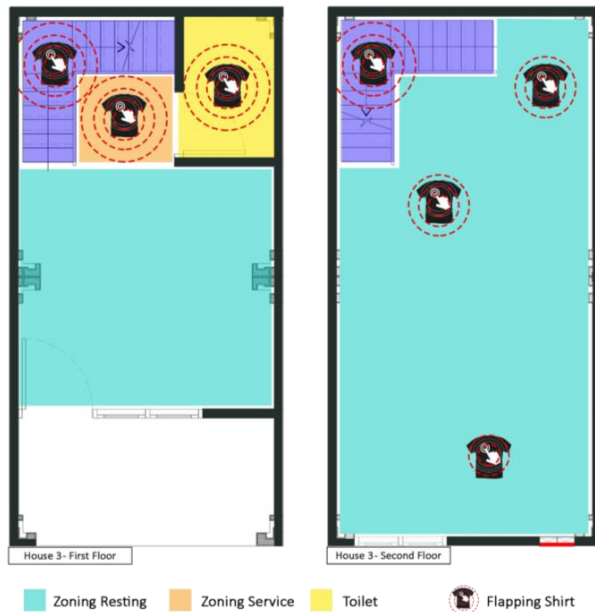 House 3- First Floor
House 3- Second Floor
Zoning Resting
Zoning Service
Toilet
Flapping Shirt